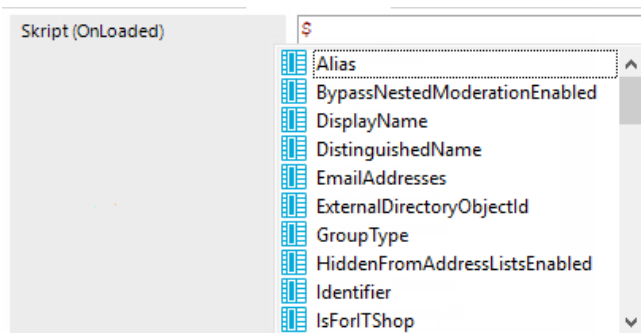 Skript (OnLoaded)
$
Alias
BypassNestedModerationEnabled
DisplayName
DistinguishedName
EmailAddresses
ExternalDirectoryObjectId
GroupType
HiddenFromAddressListsEnabled
Identifier
IsForITShop